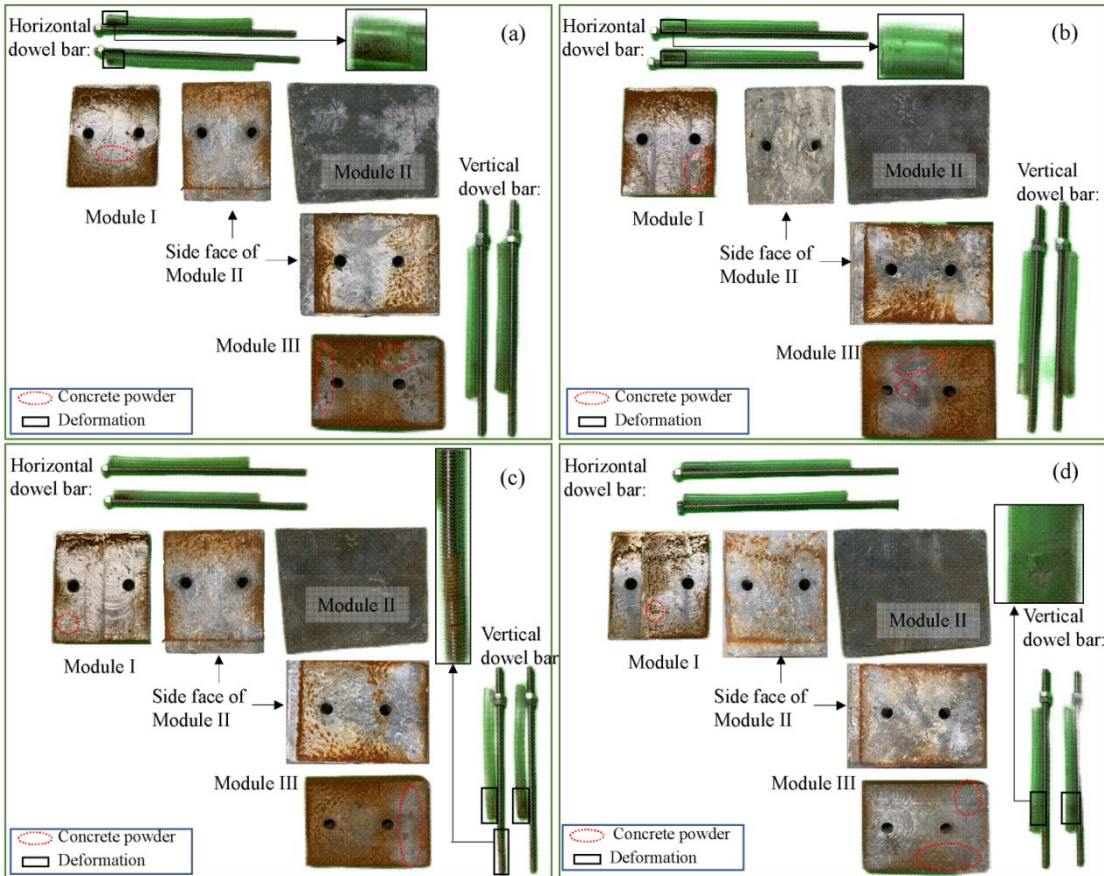 Horizontal
dowel bar:
(a)
Module II
Vertical
dowel bar:
Module I
Side face of
Module II
Module III
Concrete powder
Deformation
Horizontal
dowel bar:
(b)
Module II
Vertical
dowel bar:
Module I
Side face of
Module II
Module III
Concrete powder
Deformation
Horizontal
dowel bar:
(c)
Module II
Vertical
dowel bar:
Module I
Side face of
Module II
Module III
Concrete powder
Deformation
Horizontal
dowel bar:
(d)
Module II
Vertical
dowel bar:
Module I
Side face of
Module II
Module III
Concrete powder
Deformation